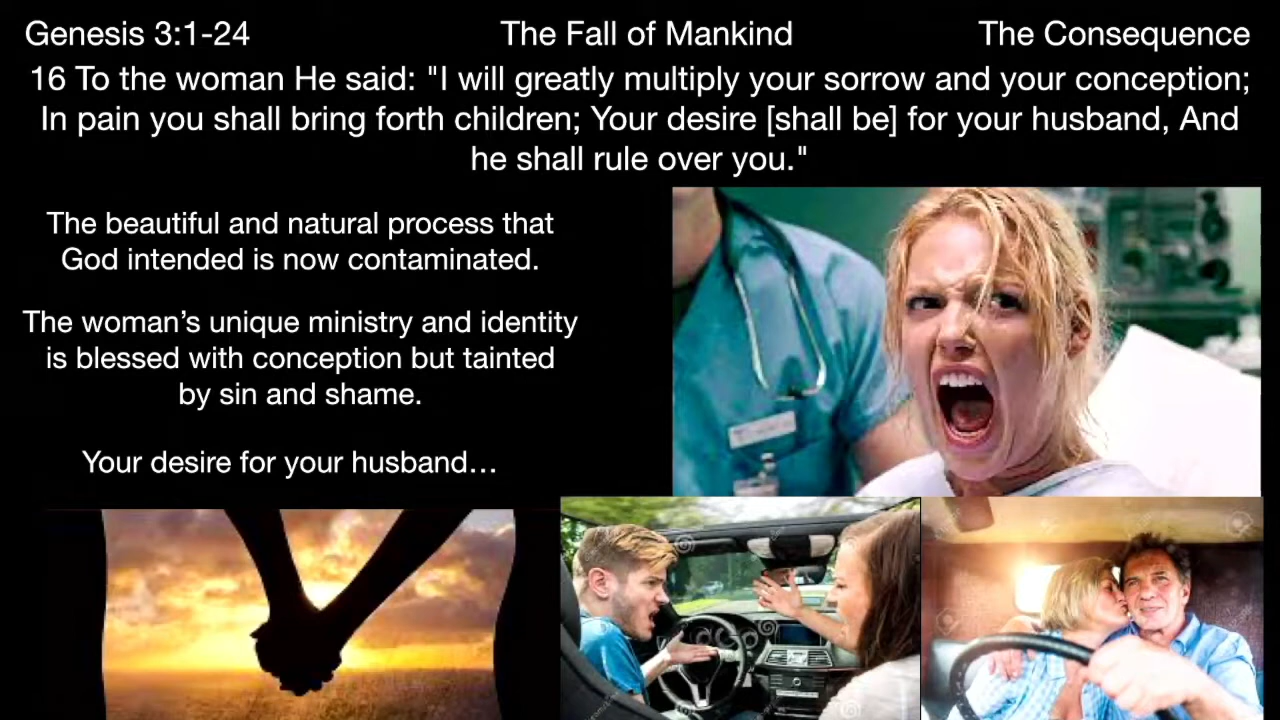 Genesis 3:1-24 The Fall of Mankind The Consequence
16 To the woman He said: "I will greatly multiply your sorrow and your conception;
In pain you shall bring forth children; Your desire [shall be] for your husband, And
he shall rule over you."
The beautiful and natural process that
God intended is now contaminated.
The woman’s unique ministry and identity
is blessed with conception but tainted
by sin and shame.
Your desire for your husband…